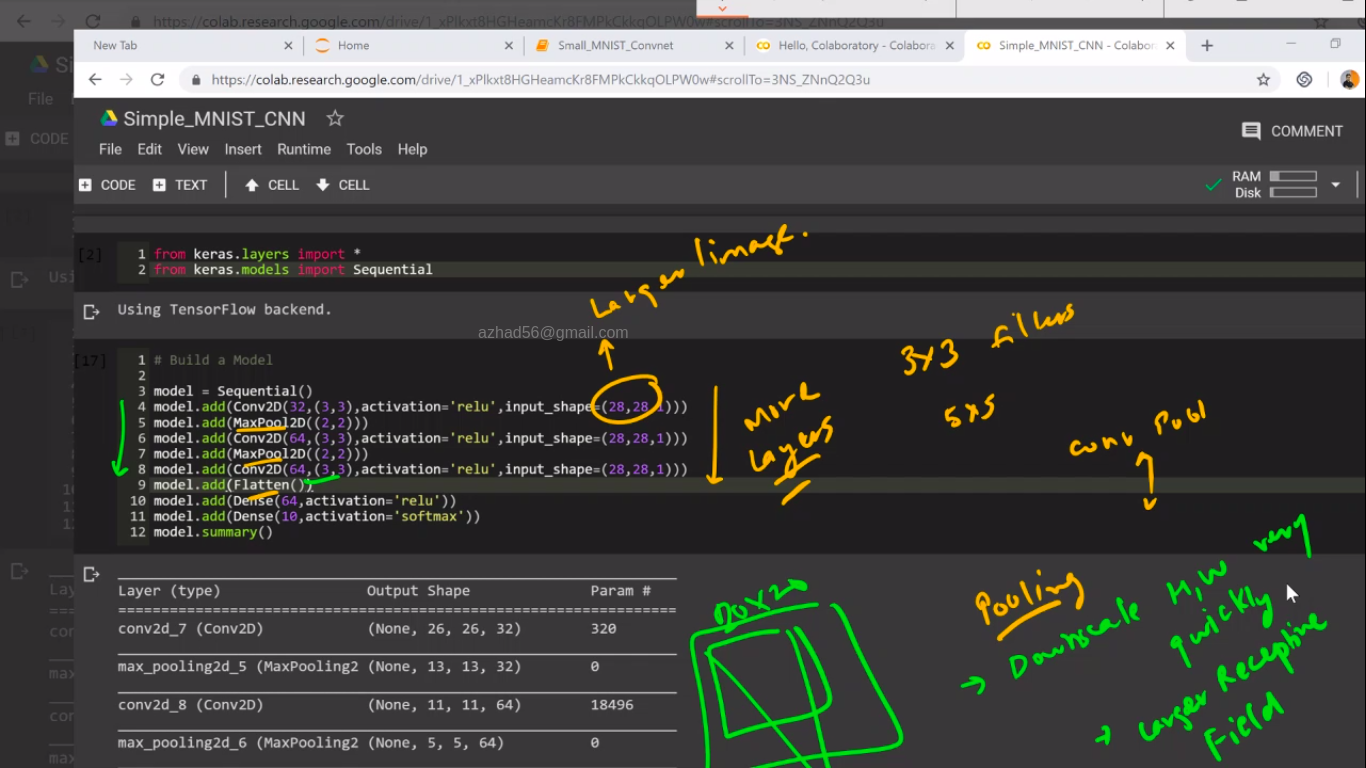 https://colab.research.google.com/drive/1_xPlkxt8HGHeamcKr8FMPkCkkqOLPW0w#scrollTo=3NS_ZNnQ2Q3u
New Tab
Home
Small_MNIST_Convnet
Hello, Colaboratory - Colabora
Simple_MNIST_CNN - Colabor
https://colab.research.google.com/drive/1_xPlkxt8HGHeamcKr8FMPkCkkqOLPW0w#scrollTo=3NS_ZNnQ2Q3u
Simple_MNIST_CNN
COMMENT
File Edit View Insert Runtime Tools Help
File
CODE TEXT CELL CELL
CODE
RAM
Disk
[2]
1 from keras.layers import *
2 from keras.models import Sequential
Larger Image.
Using TensorFlow backend.
azhad56@gmail.com
[17]
1 # Build a Model
2
3 model = Sequential()
4 model.add(Conv2D(32,(3,3),activation='relu',input_shape=(28,28,1)))
5 model.add(MaxPool2D((2,2)))
6 model.add(Conv2D(64,(3,3),activation='relu',input_shape=(28,28,1)))
7 model.add(MaxPool2D((2,2)))
8 model.add(Conv2D(64,(3,3),activation='relu',input_shape=(28,28,1)))
9 model.add(Flatten())
10 model.add(Dense(64,activation='relu'))
11 model.add(Dense(10,activation='softmax'))
12 model.summary()
More
Layers
3x3 filters
5x5
conv Pool
Layer (type) Output Shape Param #
conv2d_7 (Conv2D) (None, 26, 26, 32) 320
max_pooling2d_5 (MaxPooling2 (None, 13, 13, 32) 0
conv2d_8 (Conv2D) (None, 11, 11, 64) 18496
max_pooling2d_6 (MaxPooling2 (None, 5, 5, 64) 0
Pooling
→ Downscale H,W very
quickly
→ Larger Receptive
Field